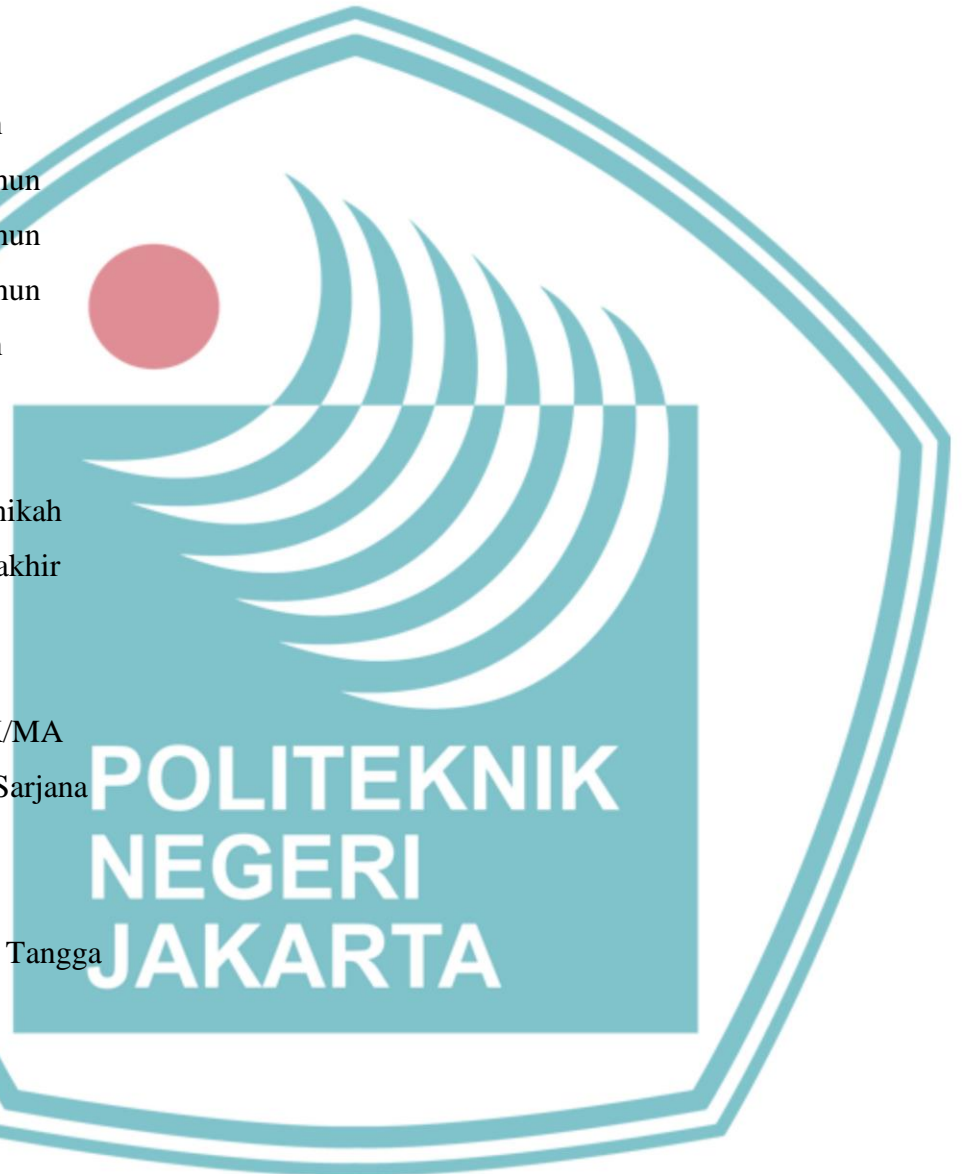 hun
hun
hun
nikah
akhir
/MA
Sarjana
POLITEKNIK
NEGERI
Tangga
JAKARTA